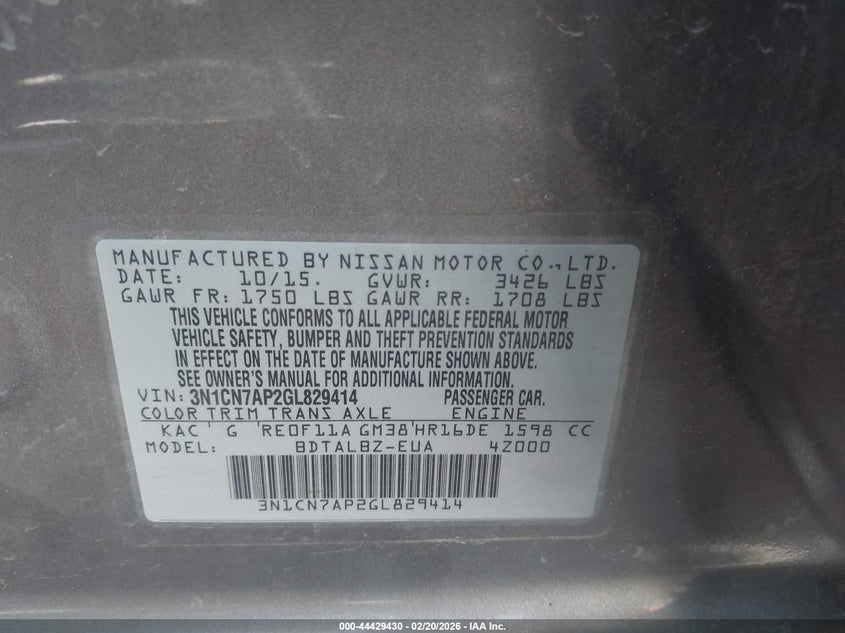 MANUFACTURED BY NISSAN MOTOR CO.,LTD.
DATE: 10/15. GVWR: 3426 LBS
GAWR FR: 1750 LBS GAWR RR: 1708 LBS
THIS VEHICLE CONFORMS TO ALL APPLICABLE FEDERAL MOTOR
VEHICLE SAFETY, BUMPER AND THEFT PREVENTION STANDARDS
IN EFFECT ON THE DATE OF MANUFACTURE SHOWN ABOVE.
SEE OWNER'S MANUAL FOR ADDITIONAL INFORMATION.
VIN: 3N1CN7AP2GL829414 PASSENGER CAR.
COLOR TRIM TRANS AXLE ENGINE
KAC ' G 'RE0F11A GM38'HR16DE 1598 CC
MODEL: BDTALBZ-EUA 4Z000
3N1CN7AP2GL829414
000-44429430 - 02/20/2026 - IAA Inc.